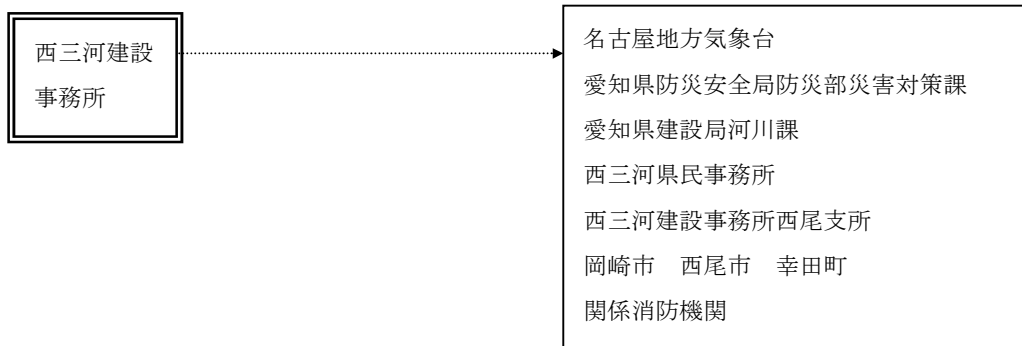 西三河建設
事務所
名古屋地方気象台
愛知県防災安全局防災部災害対策課
愛知県建設局河川課
西三河県民事務所
西三河建設事務所西尾支所
岡崎市　西尾市　幸田町
関係消防機関